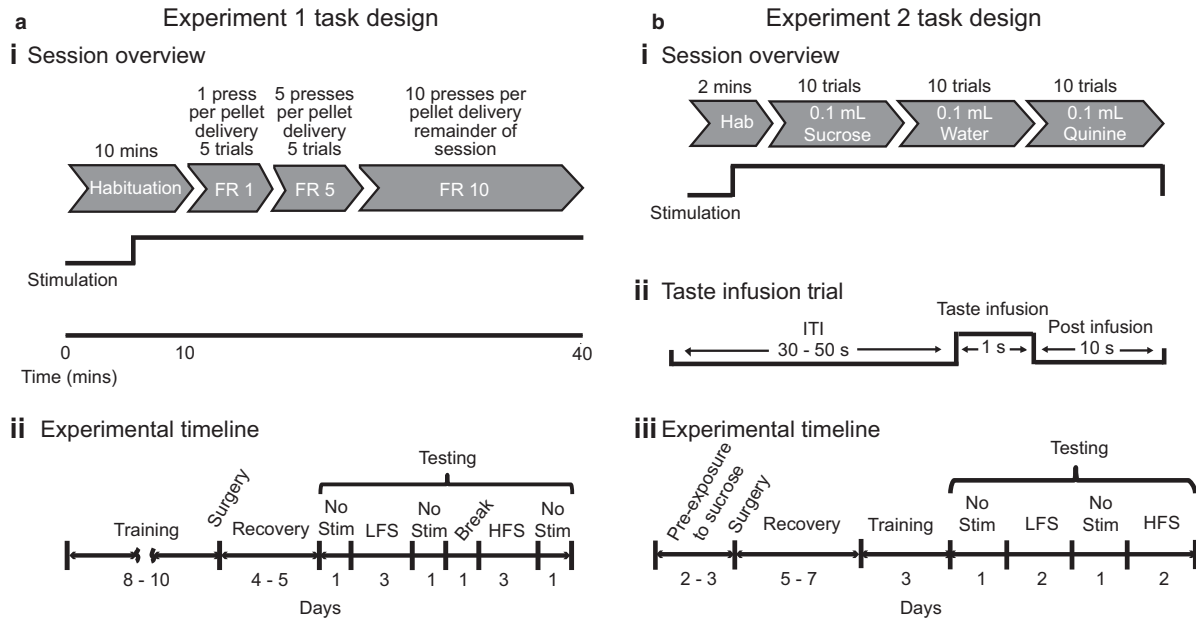 a Experiment 1 task design
i Session overview
1 press
per pellet
delivery
5 trials
5 presses
per pellet
delivery
5 trials
10 presses per
pellet delivery
remainder of
session
10 mins
Habituation
FR 1
FR 5
FR 10
Stimulation
0
10
40
Time (mins)
ii Experimental timeline
Testing
Training
Surgery
Recovery
No
Stim
LFS
No
Stim
Break
HFS
No
Stim
8 - 10
4 - 5
1
3
1
1
3
1
Days
b Experiment 2 task design
i Session overview
2 mins
10 trials
10 trials
10 trials
Hab
0.1 mL
Sucrose
0.1 mL
Water
0.1 mL
Quinine
Stimulation
ii Taste infusion trial
Taste infusion
ITI
30 - 50 s
1 s
Post infusion
10 s
iii Experimental timeline
Testing
Pre-exposure
to sucrose
Surgery
Recovery
Training
No
Stim
LFS
No
Stim
HFS
2 - 3
5 - 7
3
1
2
1
2
Days